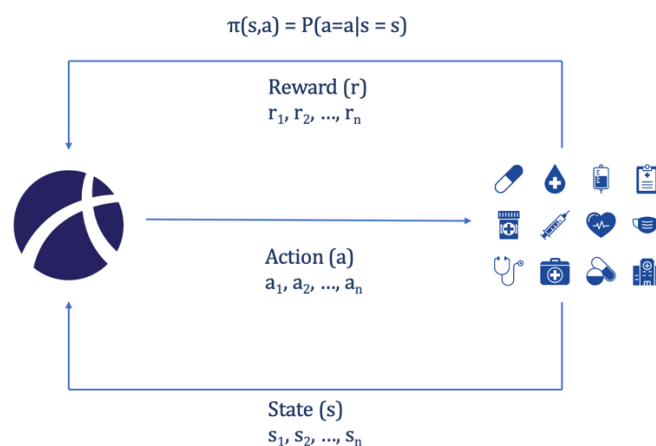 π(s,a) = P(a=a|s = s)
Reward (r)
r₁, r₂, ..., rₙ
Action (a)
a₁, a₂, ..., aₙ
State (s)
s₁, s₂, ..., sₙ